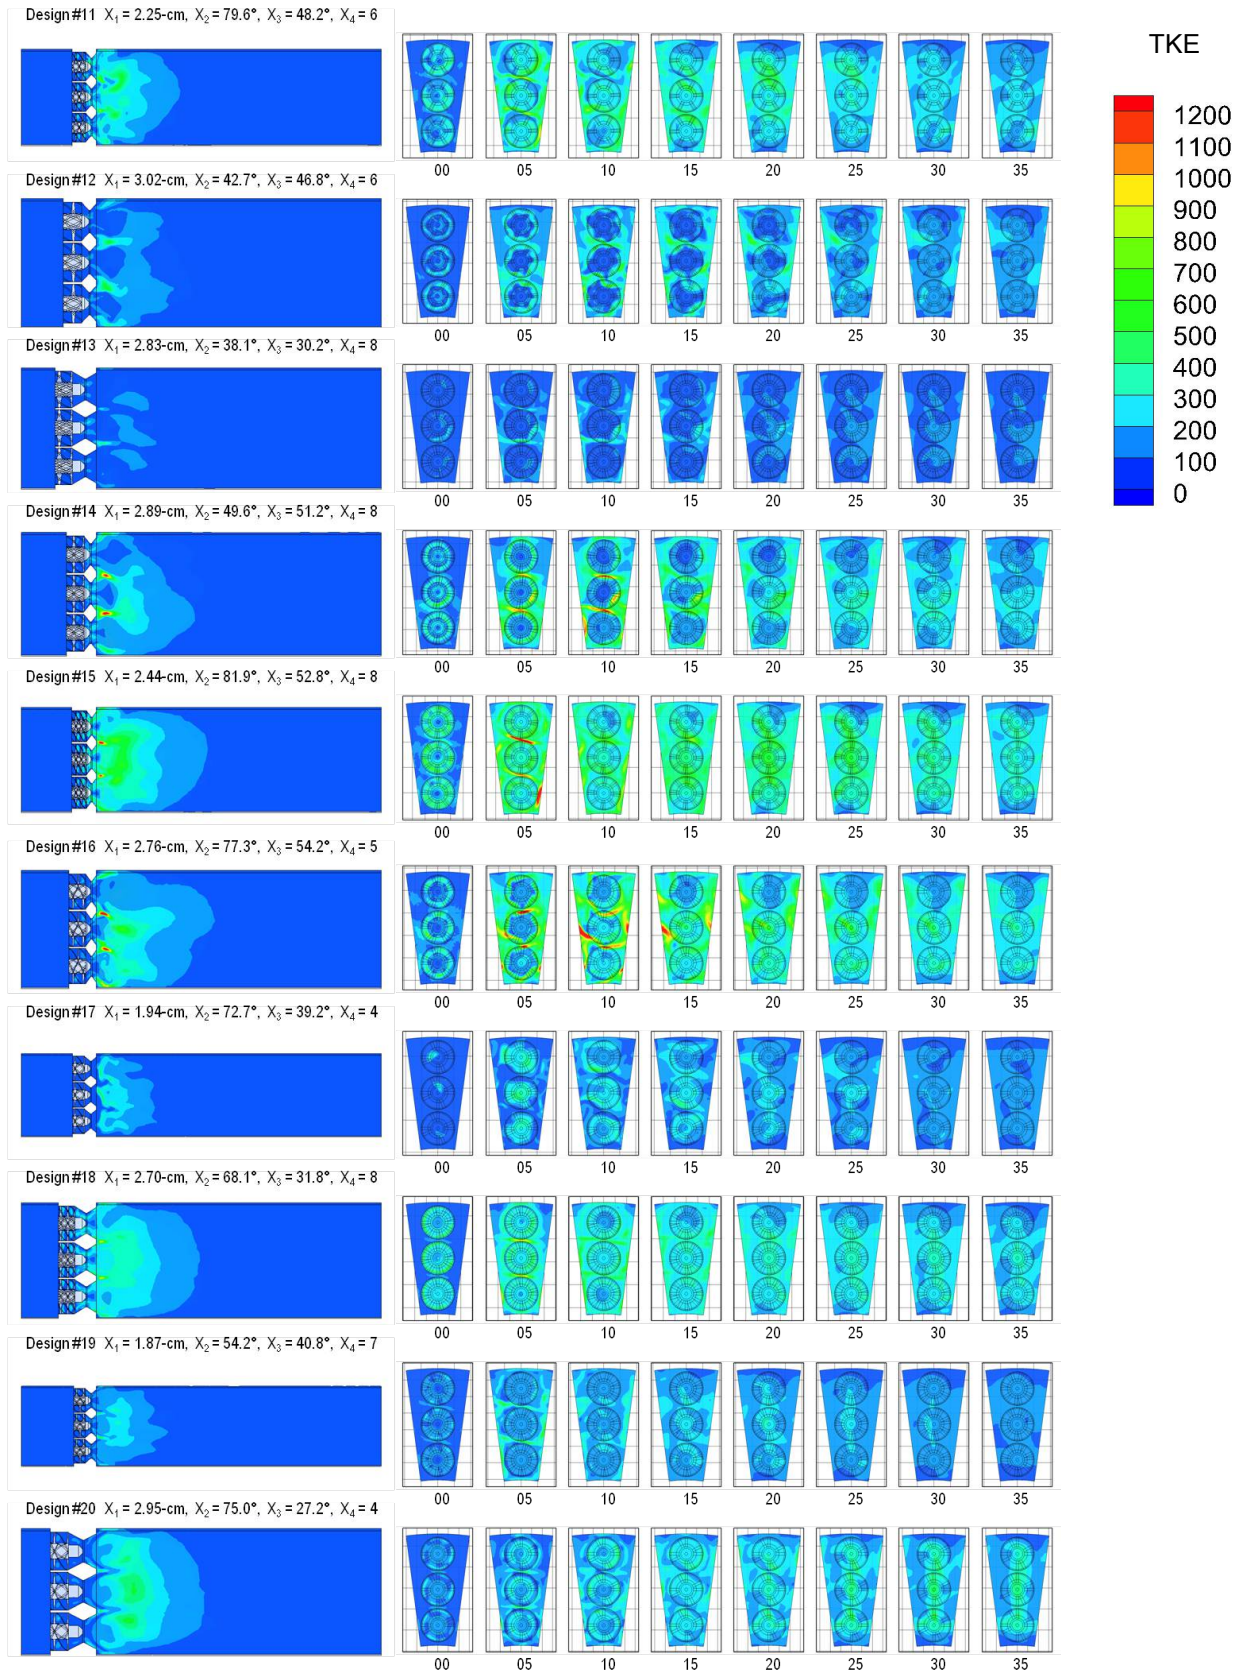 Design #11 X₁ = 2.25-cm, X₂ = 79.6°, X₃ = 48.2°, X₄ = 6
00 05 10 15 20 25 30 35
Design #12 X₁ = 3.02-cm, X₂ = 42.7°, X₃ = 46.8°, X₄ = 6
00 05 10 15 20 25 30 35
Design #13 X₁ = 2.83-cm, X₂ = 38.1°, X₃ = 30.2°, X₄ = 8
00 05 10 15 20 25 30 35
Design #14 X₁ = 2.89-cm, X₂ = 49.6°, X₃ = 51.2°, X₄ = 8
00 05 10 15 20 25 30 35
Design #15 X₁ = 2.44-cm, X₂ = 81.9°, X₃ = 52.8°, X₄ = 8
00 05 10 15 20 25 30 35
Design #16 X₁ = 2.76-cm, X₂ = 77.3°, X₃ = 54.2°, X₄ = 5
00 05 10 15 20 25 30 35
Design #17 X₁ = 1.94-cm, X₂ = 72.7°, X₃ = 39.2°, X₄ = 4
00 05 10 15 20 25 30 35
Design #18 X₁ = 2.70-cm, X₂ = 68.1°, X₃ = 31.8°, X₄ = 8
00 05 10 15 20 25 30 35
Design #19 X₁ = 1.87-cm, X₂ = 54.2°, X₃ = 40.8°, X₄ = 7
00 05 10 15 20 25 30 35
Design #20 X₁ = 2.95-cm, X₂ = 75.0°, X₃ = 27.2°, X₄ = 4
00 05 10 15 20 25 30 35
TKE
1200
1100
1000
900
800
700
600
500
400
300
200
100
0